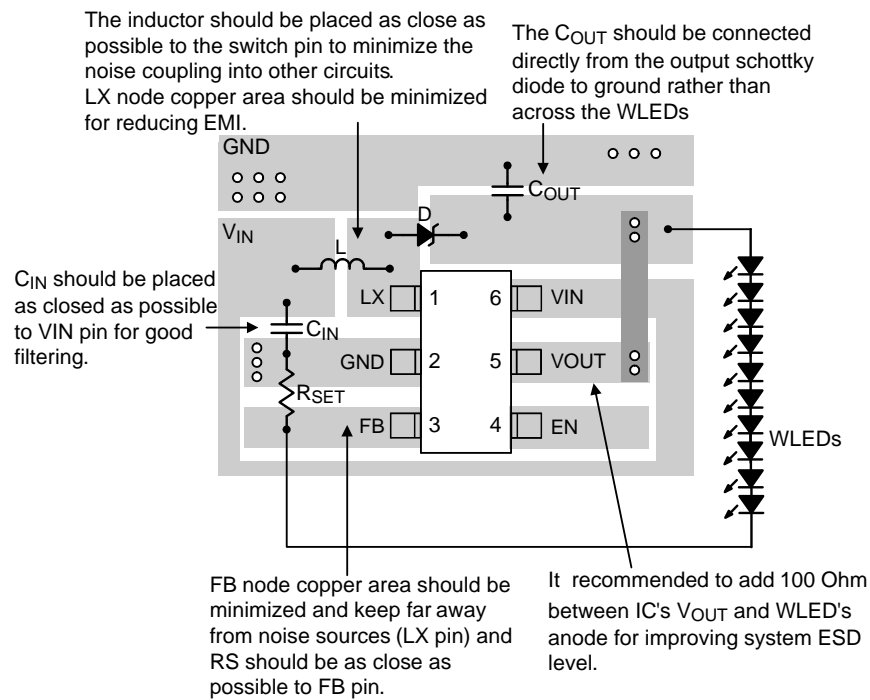 The inductor should be placed as close as
possible to the switch pin to minimize the
noise coupling into other circuits.
LX node copper area should be minimized
for reducing EMI.
The COUT should be connected
directly from the output schottky
diode to ground rather than
across the WLEDs
GND
COUT
D
VIN
L
CIN should be placed
as closed as possible
to VIN pin for good
filtering.
LX 1 6 VIN
CIN
GND 2 5 VOUT
RSET
FB 3 4 EN
WLEDs
FB node copper area should be
minimized and keep far away
from noise sources (LX pin) and
RS should be as close as
possible to FB pin.
It recommended to add 100 Ohm
between IC's VOUT and WLED's
anode for improving system ESD
level.